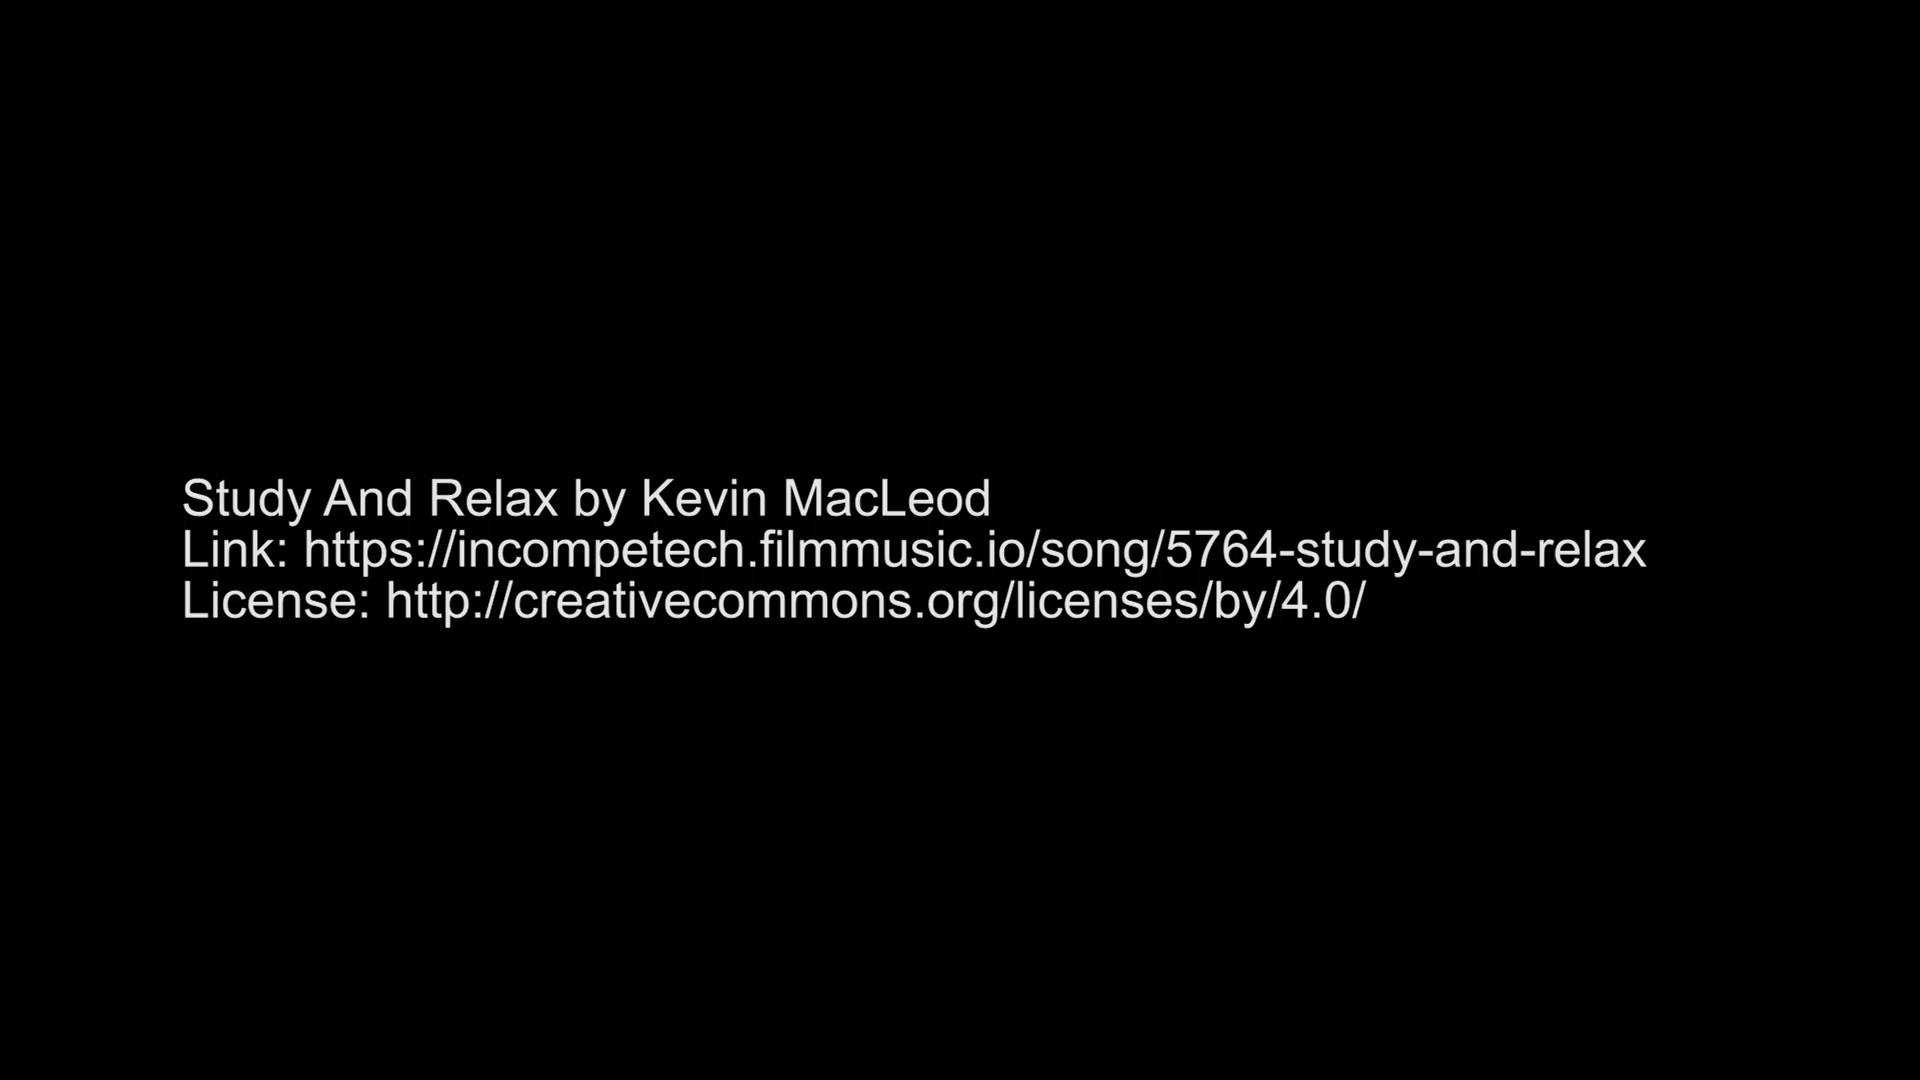 Study And Relax by Kevin MacLeod
Link: https://incompetech.filmmusic.io/song/5764-study-and-relax
License: http://creativecommons.org/licenses/by/4.0/